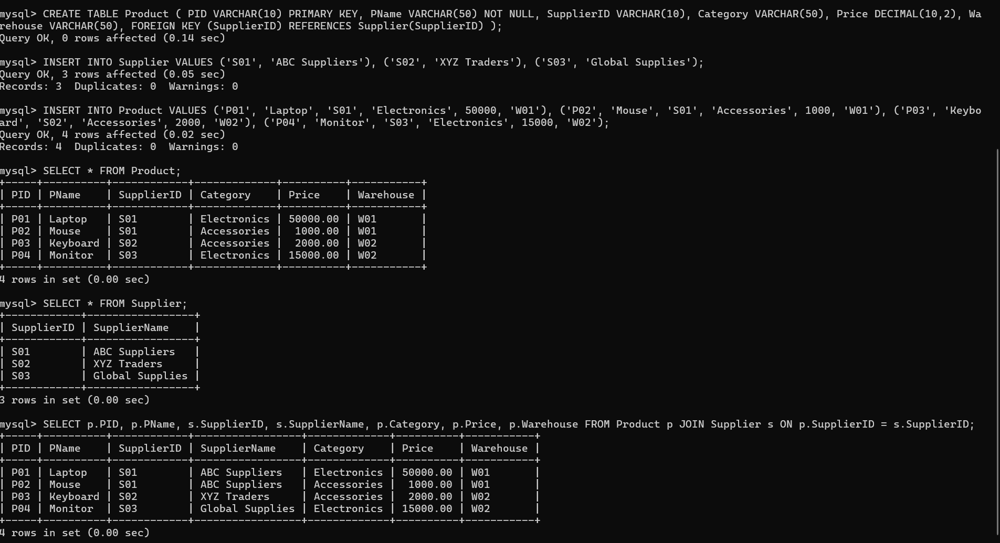 mysql> CREATE TABLE Product ( PID VARCHAR(10) PRIMARY KEY, PName VARCHAR(50) NOT NULL, SupplierID VARCHAR(10), Category VARCHAR(50), Price DECIMAL(10,2), Wa
rehouse VARCHAR(50), FOREIGN KEY (SupplierID) REFERENCES Supplier(SupplierID) );
Query OK, 0 rows affected (0.14 sec)

mysql> INSERT INTO Supplier VALUES ('S01', 'ABC Suppliers'), ('S02', 'XYZ Traders'), ('S03', 'Global Supplies');
Query OK, 3 rows affected (0.05 sec)
Records: 3  Duplicates: 0  Warnings: 0

mysql> INSERT INTO Product VALUES ('P01', 'Laptop', 'S01', 'Electronics', 50000, 'W01'), ('P02', 'Mouse', 'S01', 'Accessories', 1000, 'W01'), ('P03', 'Keybo
ard', 'S02', 'Accessories', 2000, 'W02'), ('P04', 'Monitor', 'S03', 'Electronics', 15000, 'W02');
Query OK, 4 rows affected (0.02 sec)
Records: 4  Duplicates: 0  Warnings: 0

mysql> SELECT * FROM Product;
+-----+----------+------------+-------------+----------+-----------+
| PID | PName    | SupplierID | Category    | Price    | Warehouse |
+-----+----------+------------+-------------+----------+-----------+
| P01 | Laptop   | S01        | Electronics | 50000.00 | W01       |
| P02 | Mouse    | S01        | Accessories |  1000.00 | W01       |
| P03 | Keyboard | S02        | Accessories |  2000.00 | W02       |
| P04 | Monitor  | S03        | Electronics | 15000.00 | W02       |
+-----+----------+------------+-------------+----------+-----------+
4 rows in set (0.00 sec)

mysql> SELECT * FROM Supplier;
+------------+-----------------+
| SupplierID | SupplierName    |
+------------+-----------------+
| S01        | ABC Suppliers   |
| S02        | XYZ Traders     |
| S03        | Global Supplies |
+------------+-----------------+
3 rows in set (0.00 sec)

mysql> SELECT p.PID, p.PName, s.SupplierID, s.SupplierName, p.Category, p.Price, p.Warehouse FROM Product p JOIN Supplier s ON p.SupplierID = s.SupplierID;
+-----+----------+------------+-----------------+-------------+----------+-----------+
| PID | PName    | SupplierID | SupplierName    | Category    | Price    | Warehouse |
+-----+----------+------------+-----------------+-------------+----------+-----------+
| P01 | Laptop   | S01        | ABC Suppliers   | Electronics | 50000.00 | W01       |
| P02 | Mouse    | S01        | ABC Suppliers   | Accessories |  1000.00 | W01       |
| P03 | Keyboard | S02        | XYZ Traders     | Accessories |  2000.00 | W02       |
| P04 | Monitor  | S03        | Global Supplies | Electronics | 15000.00 | W02       |
+-----+----------+------------+-----------------+-------------+----------+-----------+
4 rows in set (0.00 sec)